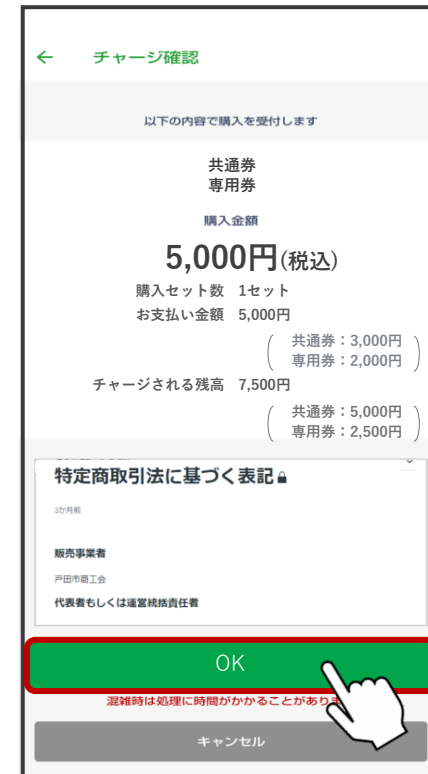 ← チャージ確認
以下の内容で購入を受付します
共通券
専用券
購入金額
5,000円(税込)
購入セット数 1セット
お支払い金額 5,000円
( 共通券：3,000円
専用券：2,000円 )
チャージされる残高 7,500円
( 共通券：5,000円
専用券：2,500円 )
特定商取引法に基づく表記
3か月前
販売事業者
戸田市商工会
代表者もしくは運営統括責任者
OK
混雑時は処理に時間がかかることがあり
キャンセル